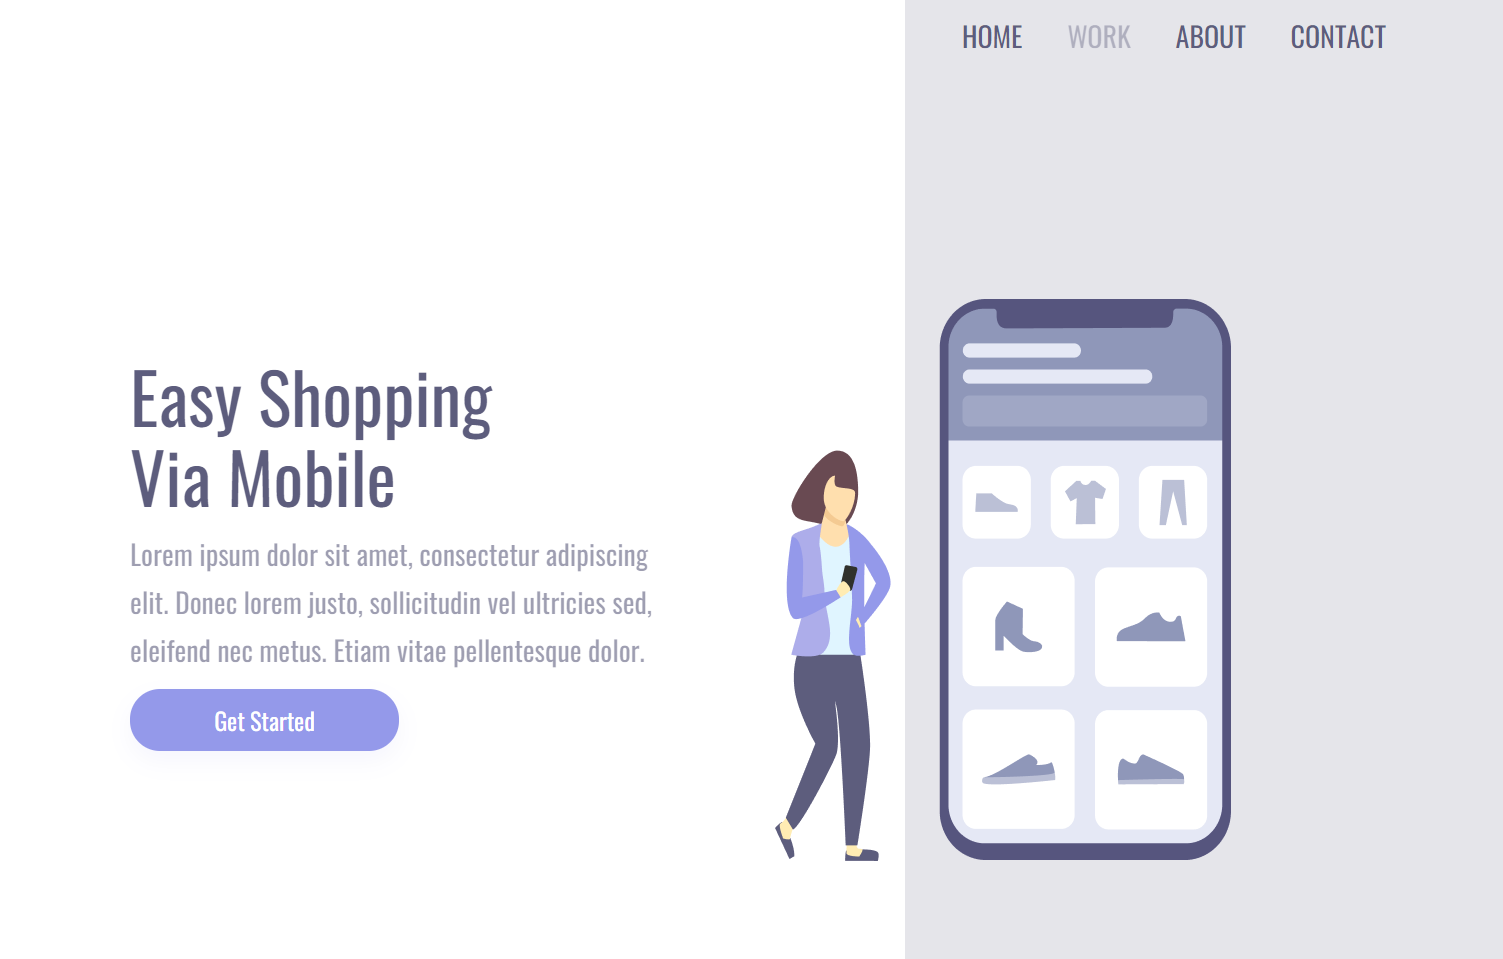 HOME WORK ABOUT CONTACT
Easy Shopping
Via Mobile
Lorem ipsum dolor sit amet, consectetur adipiscing
elit. Donec lorem justo, sollicitudin vel ultricies sed,
eleifend nec metus. Etiam vitae pellentesque dolor.
Get Started